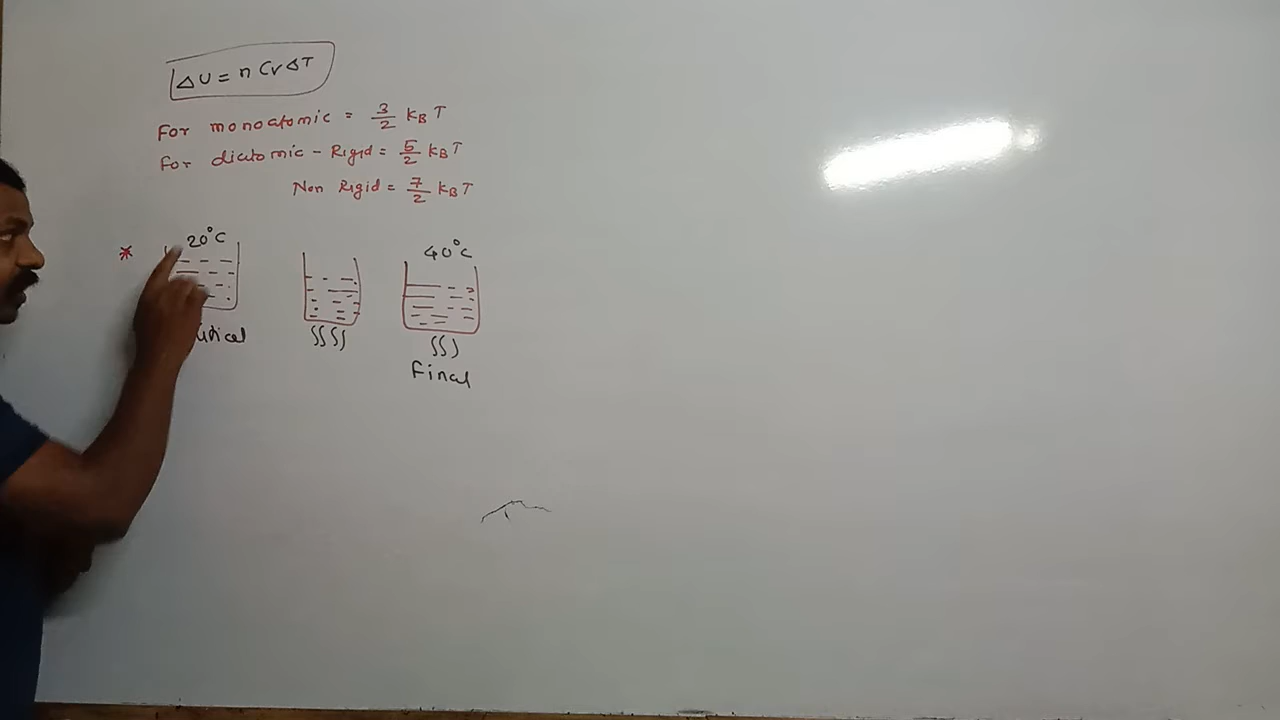 ΔU = n Cv ΔT
For monoatomic = 3/2 KB T
For diatomic - Rigid = 5/2 KB T
Non Rigid = 7/2 KB T
* 20°C 40°C
Final